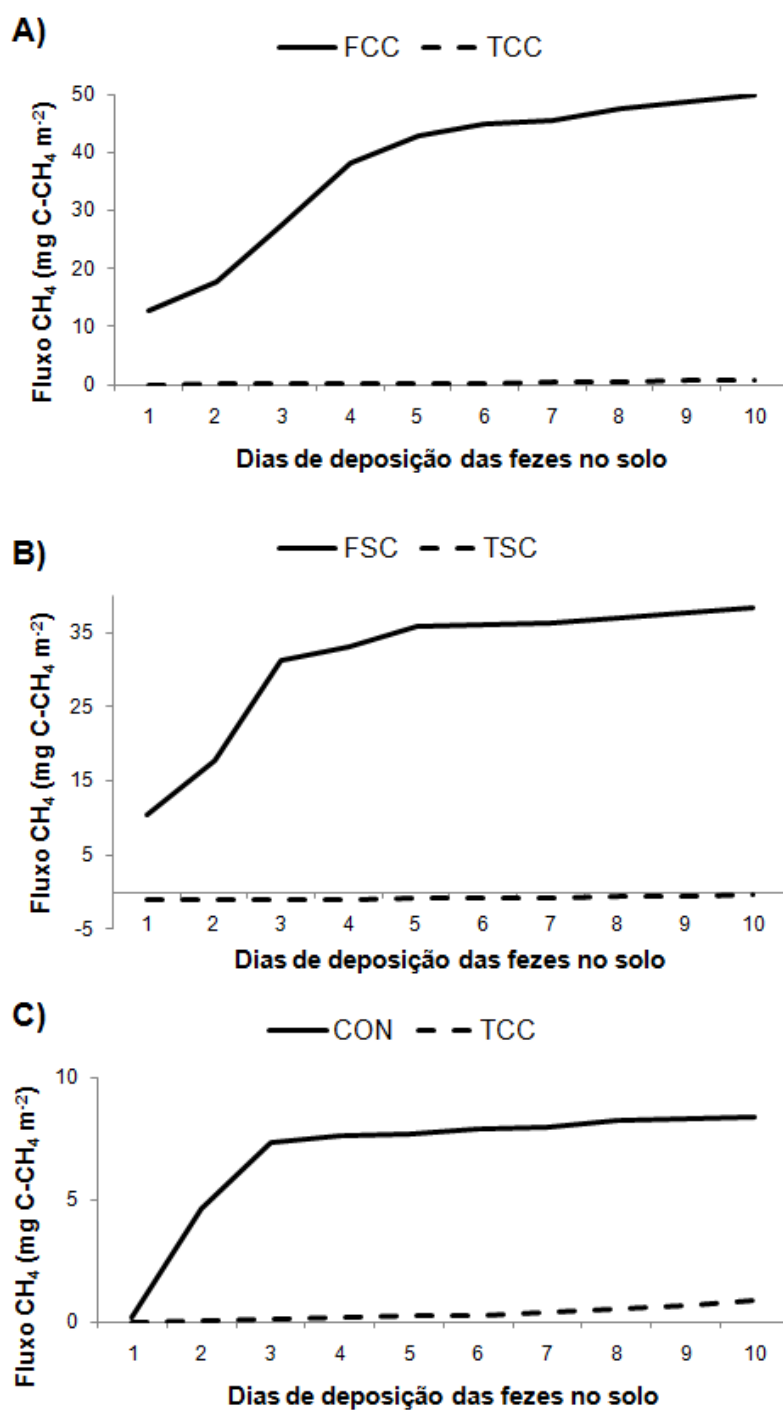 A)
FCC TCC
50
40
30
20
10
0
Fluxo CH₄ (mg C-CH₄ m⁻²)
1 2 3 4 5 6 7 8 9 10
Dias de deposição das fezes no solo
B)
FSC TSC
35
25
15
5
-5
Fluxo CH₄ (mg C-CH₄ m⁻²)
1 2 3 4 5 6 7 8 9 10
Dias de deposição das fezes no solo
C)
CON TCC
10
5
0
Fluxo CH₄ (mg C-CH₄ m⁻²)
1 2 3 4 5 6 7 8 9 10
Dias de deposição das fezes no solo